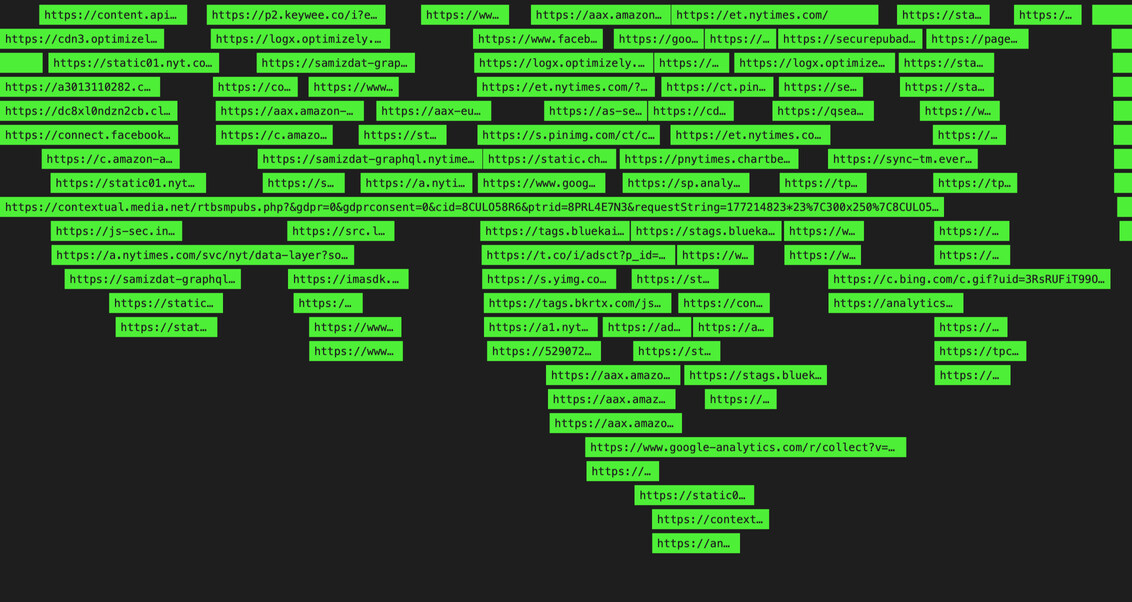 https://content.api… https://p2.keywee.co/i?e… https://ww… https://aax.amazon… https://et.nytimes.com/ https://sta… https:/…
https://cdn3.optimizel… https://logx.optimizely.… https://www.faceb… https://goo… https://… https://securepubad… https://page…
https://static01.nyt.co… https://samizdat-grap… https://logx.optimizely.… https://… https://logx.optimize… https://sta…
https://a3013110282.c… https://co… https://www… https://et.nytimes.com/?… https://ct.pin… https://se… https://sta…
https://dc8xl0ndzn2cb.cl… https://aax.amazon-… https://aax-eu… https://as-se… https://cd… https://qsea… https://w…
https://connect.facebook… https://c.amazo… https://st… https://s.pinimg.com/ct/c… https://et.nytimes.co… https://…
https://c.amazon-a… https://samizdat-graphql.nytime… https://static.ch… https://pnytimes.chartbe… https://sync-tm.ever…
https://static01.nyt… https://s… https://a.nyti… https://www.goog… https://sp.analy… https://tp… https://tp…
https://contextual.media.net/rtbsmpubs.php?&gdpr=0&gdprconsent=0&cid=8CULO58R6&ptrid=8PRL4E7N3&requestString=177214823*23%7C300x250%7C8CULO5…
https://js-sec.in… https://src.l… https://tags.bluekai… https://stags.blueka… https://w… https://…
https://a.nytimes.com/svc/nyt/data-layer?so… https://t.co/i/adsct?p_id=… https://w… https://w… https://…
https://samizdat-graphql… https://imasdk.… https://s.yimg.co… https://st… https://c.bing.com/c.gif?uid=3RsRUFiT99O…
https://static… https:/… https://tags.bkrtx.com/js… https://con… https://analytics…
https://stat… https://www… https://a1.nyt… https://ad… https://a… https://…
https://www… https://529072… https://st… https://tpc…
https://aax.amazo… https://stags.bluek… https://…
https://aax.amaz… https://…
https://aax.amazo…
https://www.google-analytics.com/r/collect?v=…
https://…
https://static0…
https://context…
https://an…